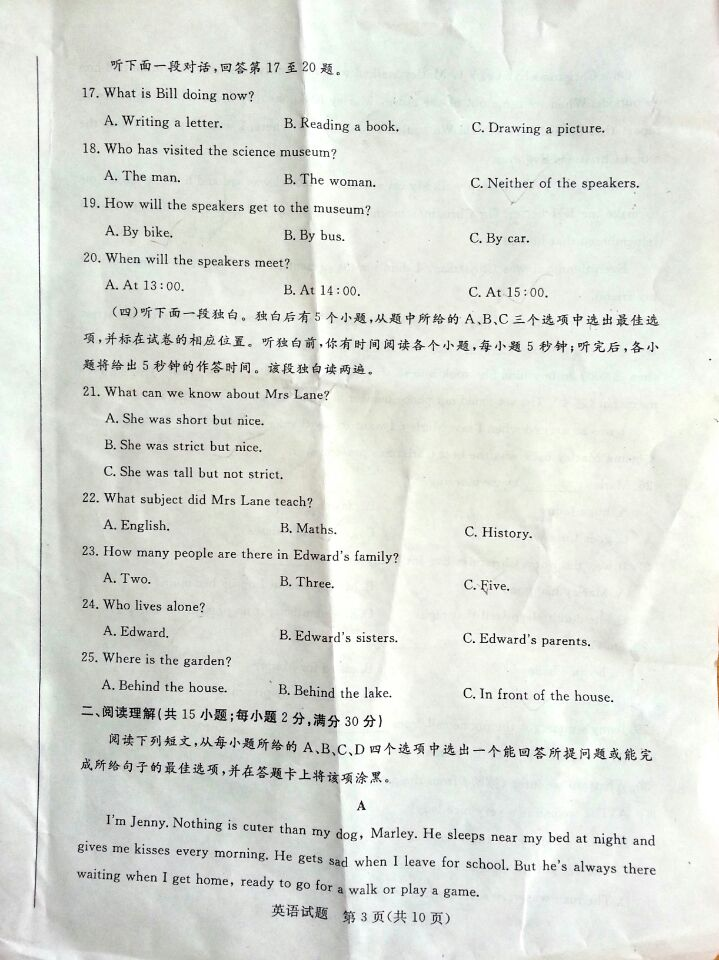 听下面一段对话,回答第 17 至 20 题。
17. What is Bill doing now?
A. Writing a letter. B. Reading a book. C. Drawing a picture.
18. Who has visited the science museum?
A. The man. B. The woman. C. Neither of the speakers.
19. How will the speakers get to the museum?
A. By bike. B. By bus. C. By car.
20. When will the speakers meet?
A. At 13:00. B. At 14:00. C. At 15:00.
(四)听下面一段独白。独白后有 5 个小题,从题中所给的 A、B、C 三个选项中选出最佳选
项,并标在试卷的相应位置。听独白前,你有时间阅读各个小题,每小题 5 秒钟;听完后,各小
题将给出 5 秒钟的作答时间。该段独白读两遍。
21. What can we know about Mrs Lane?
A. She was short but nice.
B. She was strict but nice.
C. She was tall but not strict.
22. What subject did Mrs Lane teach?
A. English. B. Maths. C. History.
23. How many people are there in Edward's family?
A. Two. B. Three. C. Five.
24. Who lives alone?
A. Edward. B. Edward's sisters. C. Edward's parents.
25. Where is the garden?
A. Behind the house. B. Behind the lake. C. In front of the house.
二、阅读理解(共 15 小题;每小题 2 分,满分 30 分)
阅读下列短文,从每小题所给的 A、B、C、D 四个选项中选出一个能回答所提问题或能完
成所给句子的最佳选项,并在答题卡上将该项涂黑。
A
I'm Jenny. Nothing is cuter than my dog, Marley. He sleeps near my bed at night and
gives me kisses every morning. He gets sad when I leave for school. But he's always there
waiting when I get home, ready to go for a walk or play a game.
英语试题 第 3 页(共 10 页)